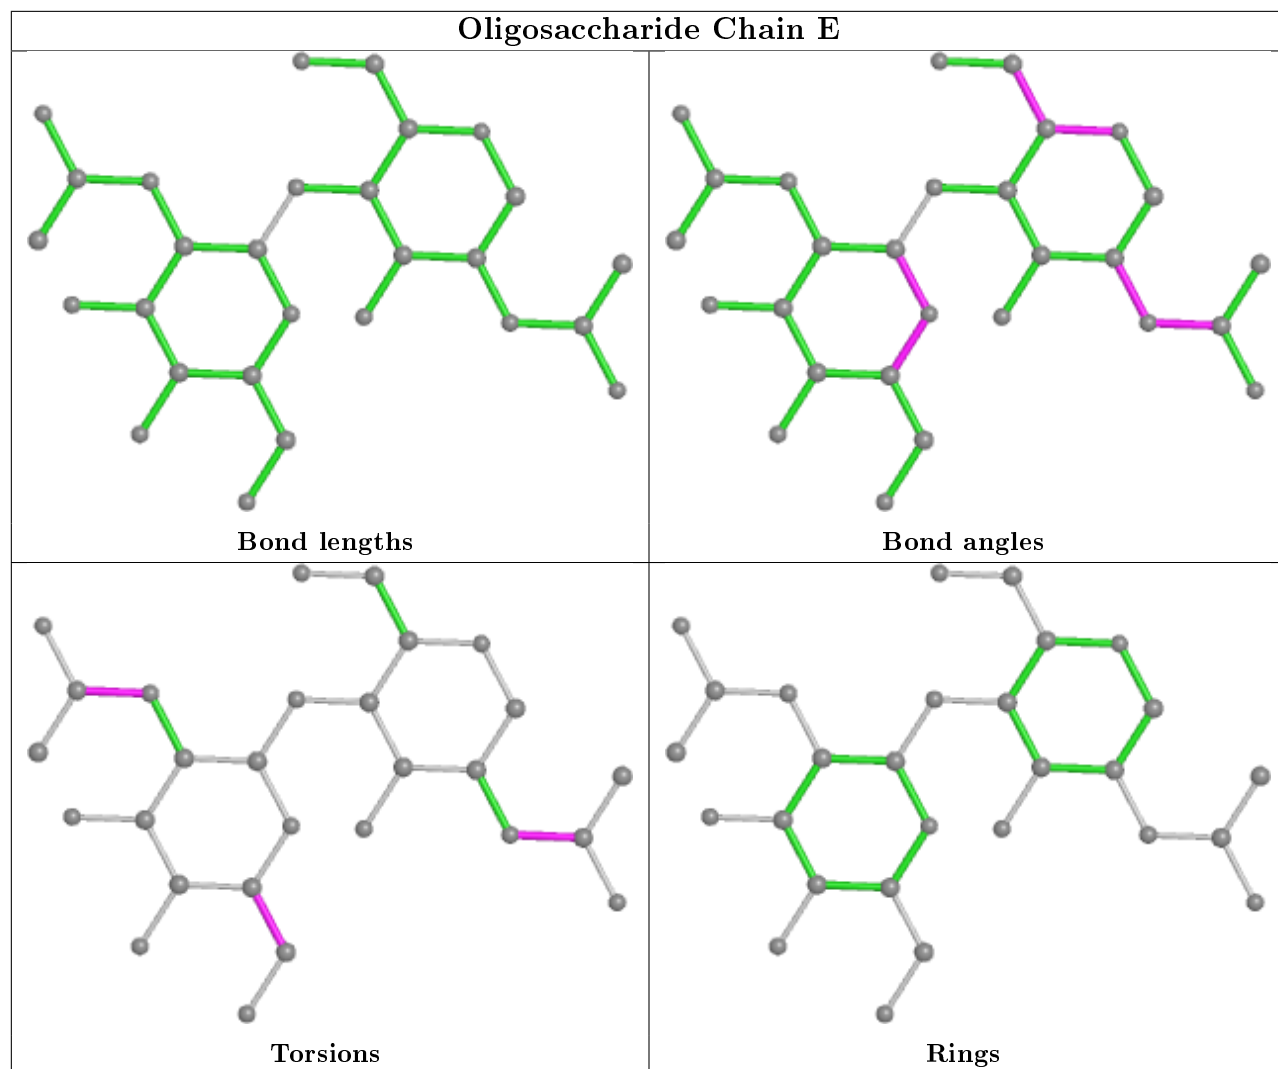 Oligosaccharide Chain E
Bond lengths
Bond angles
Torsions
Rings